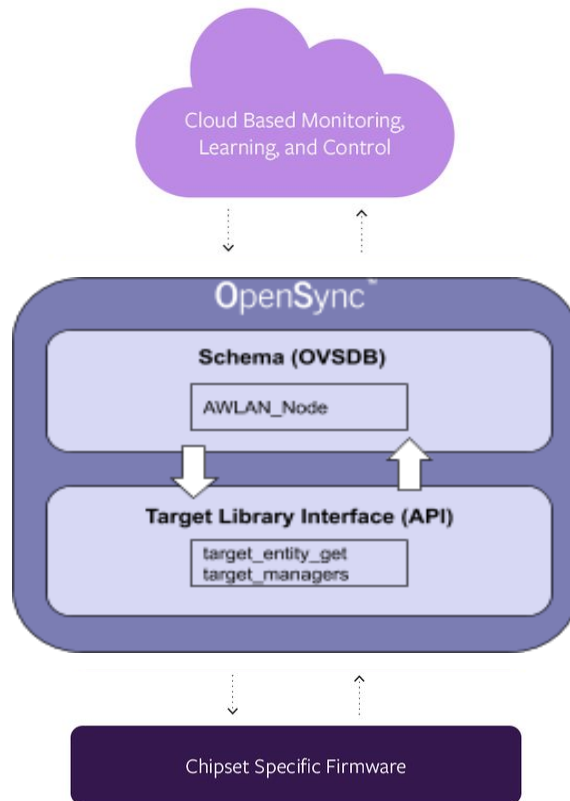 Cloud Based Monitoring,
Learning, and Control
OpenSync™
Schema (OVSDB)
AWLAN_Node
Target Library Interface (API)
target_entity_get
target_managers
Chipset Specific Firmware